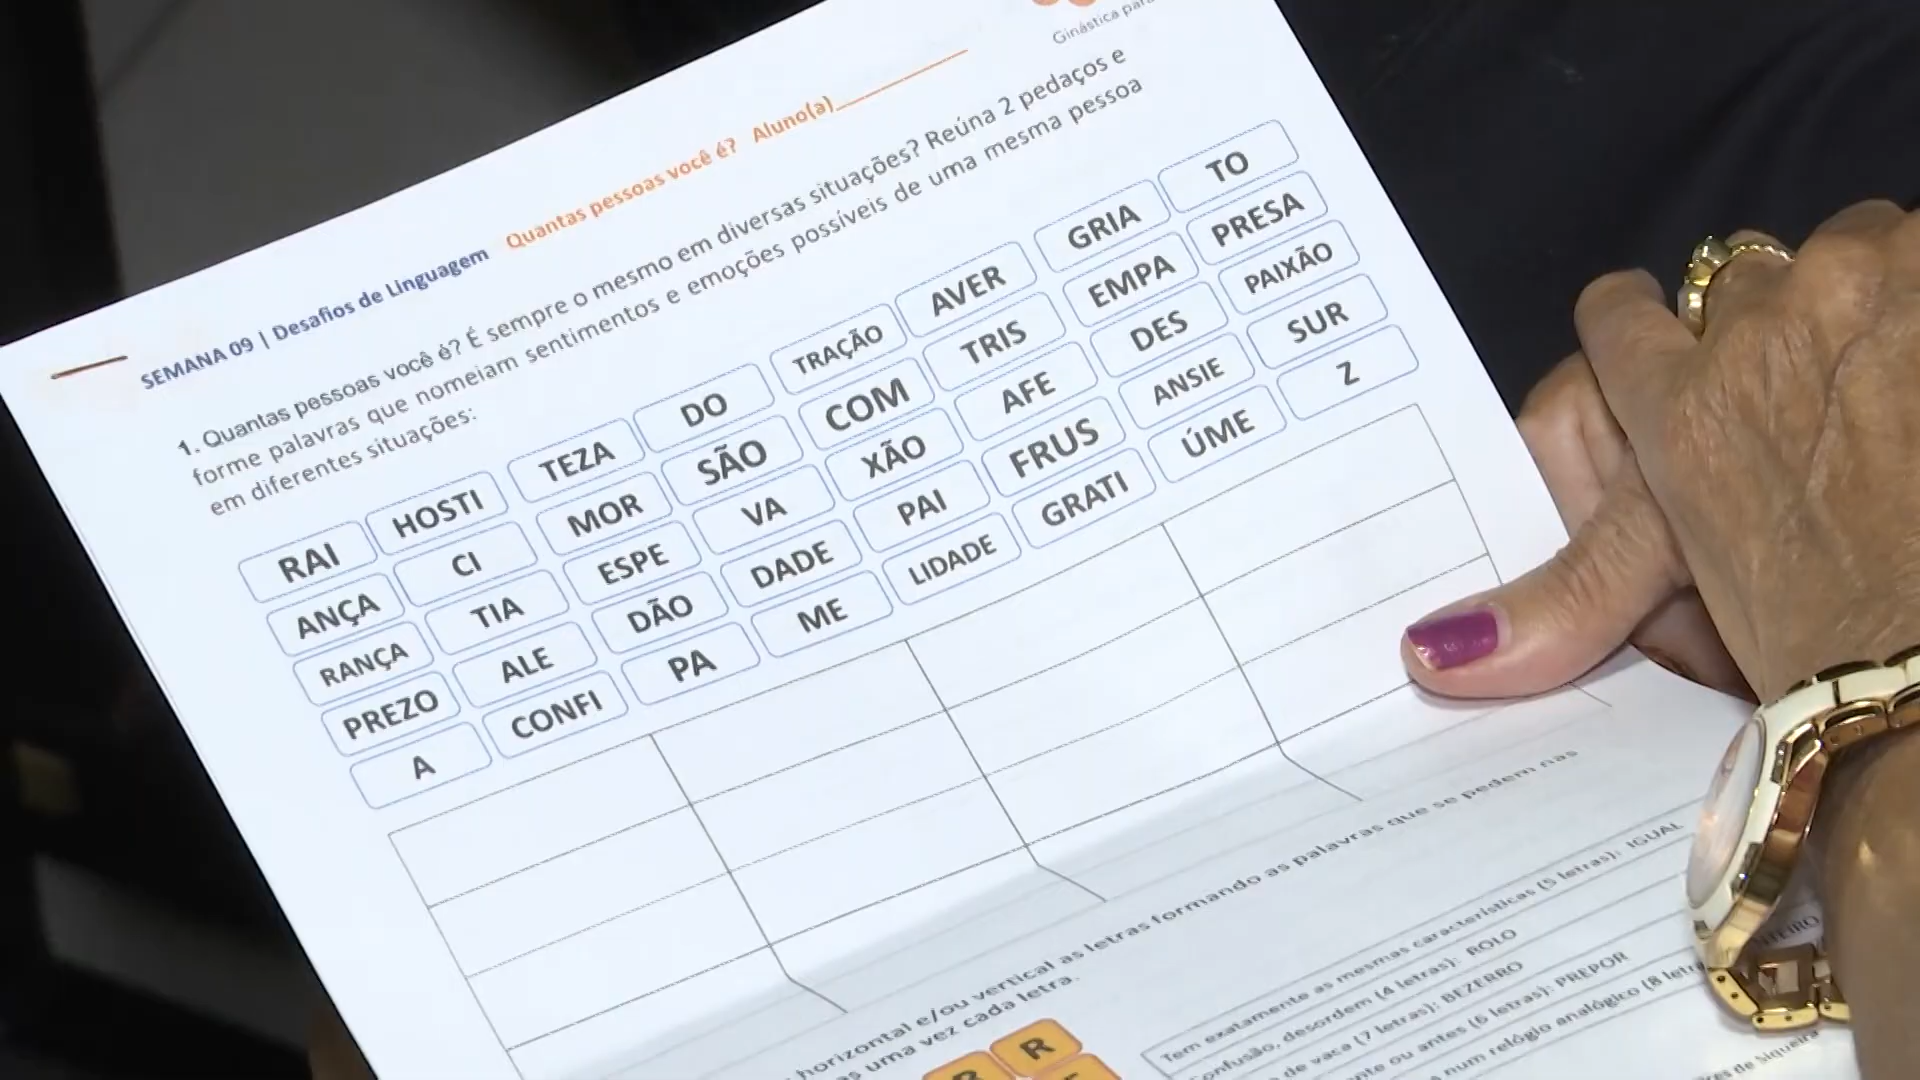 Ginástica para
SEMANA 09 | Desafios de Linguagem Quantas pessoas você é? Aluno(a)
1. Quantas pessoas você é? É sempre o mesmo em diversas situações? Reúna 2 pedaços e
forme palavras que nomeiam sentimentos e emoções possíveis de uma mesma pessoa
em diferentes situações:
RAI HOSTI TEZA DO TRAÇÃO AVER GRIA TO
ANÇA CI MOR SÃO COM TRIS EMPA PRESA
RANÇA TIA ESPE VA XÃO AFE DES PAIXÃO
PREZO ALE DÃO DADE PAI FRUS ANSIE SUR
A CONFI PA ME LIDADE GRATI ÚME Z
horizontal e/ou vertical as letras formando as palavras que se pedem nas
uma vez cada letra.
R
Tem exatamente as mesmas características (5 letras): IGUAL
Confusão, desordem (4 letras): ROLO
de vaca (7 letras): BEZERRO
ou antes (6 letras): PREPOR
num relógio analógico (8
de Siqueira